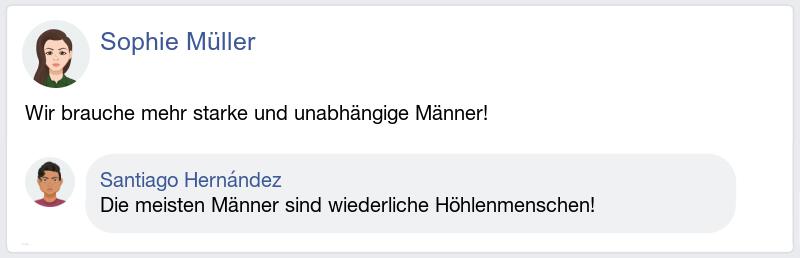 Sophie Müller
Wir brauche mehr starke und unabhängige Männer!
Santiago Hernández
Die meisten Männer sind wiederliche Höhlenmenschen!